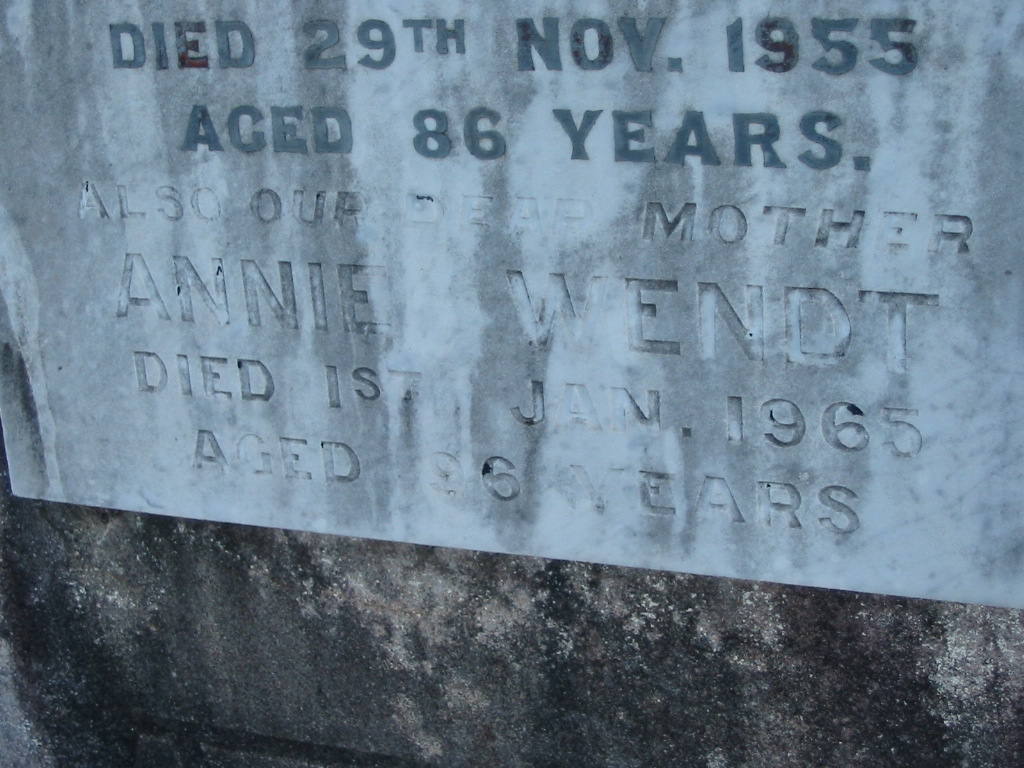 DIED 29TH NOV. 1955
AGED 86 YEARS.
ALSO OUR DEAR MOTHER
ANNIE WENDT
DIED 1ST JAN. 1965
AGED 96 YEARS